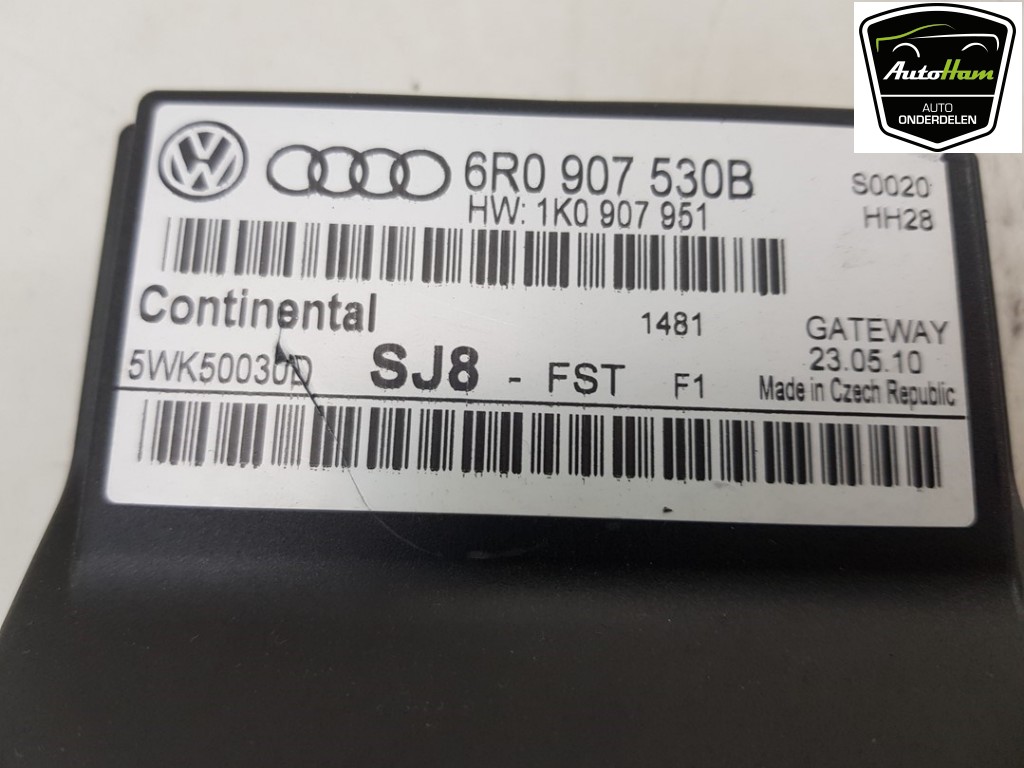 AutoHam
AUTO
ONDERDELEN
6R0 907 530B
HW: 1K0 907 951
S0020
HH28
Continental
1481
GATEWAY
5WK50030D
SJ8 - FST F1
23.05.10
Made in Czech Republic